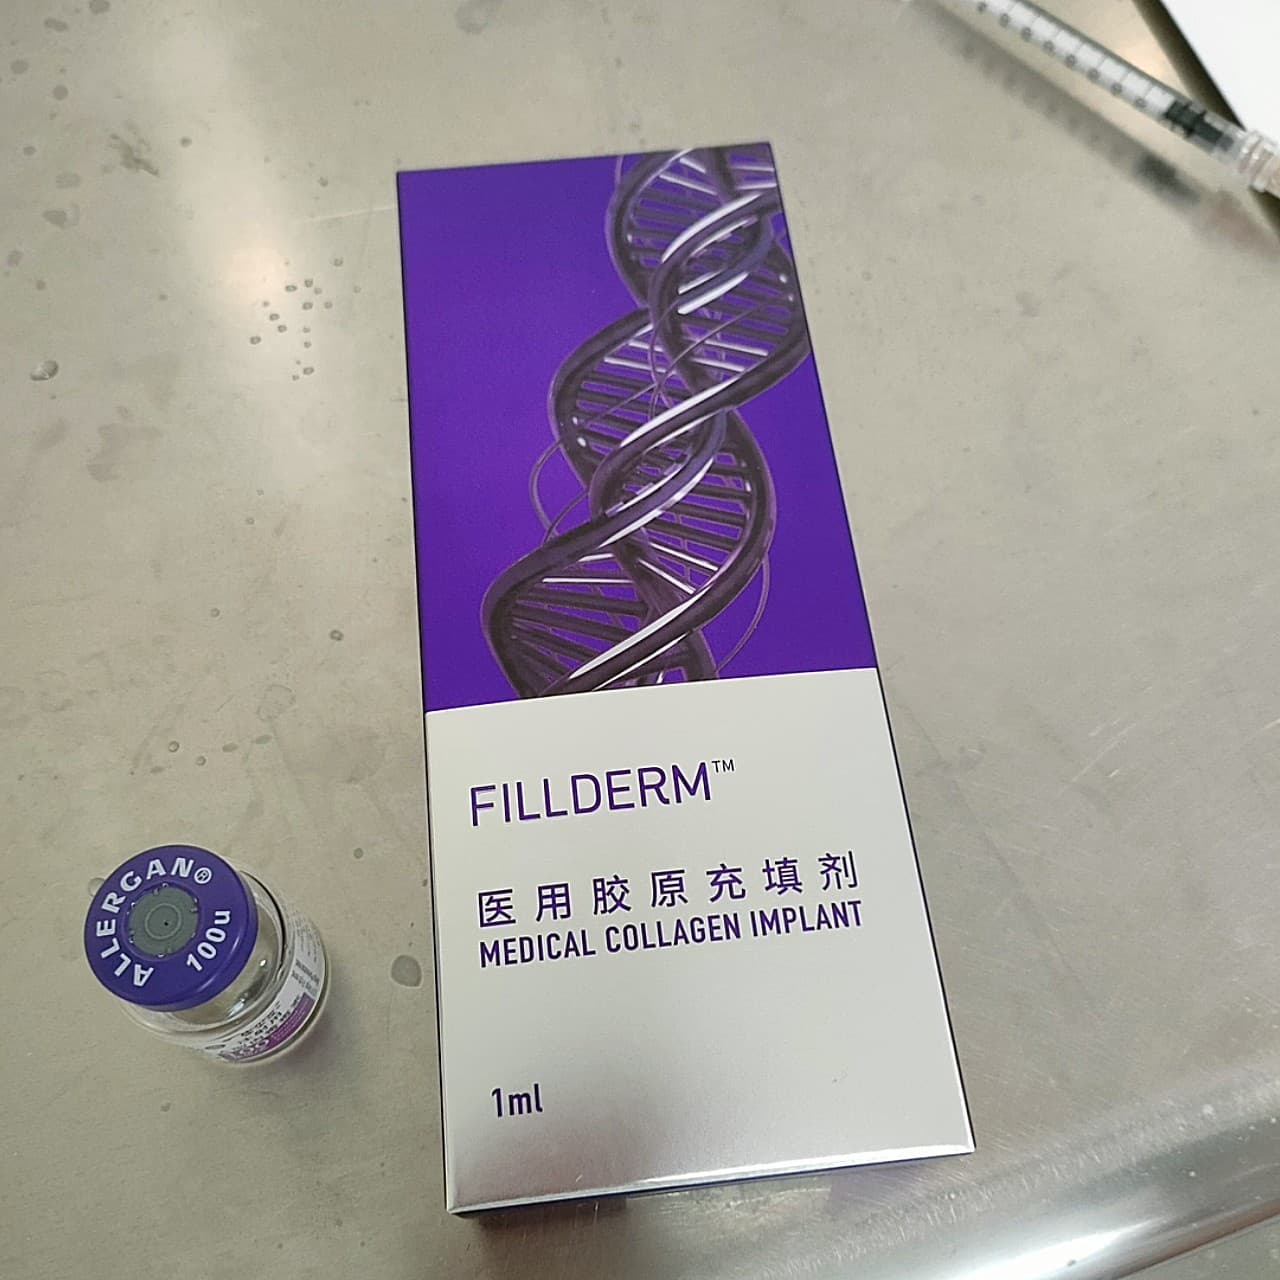 FILLDERM™
医用胶原充填剂
MEDICAL COLLAGEN IMPLANT
1ml
ALLERGAN®
100u